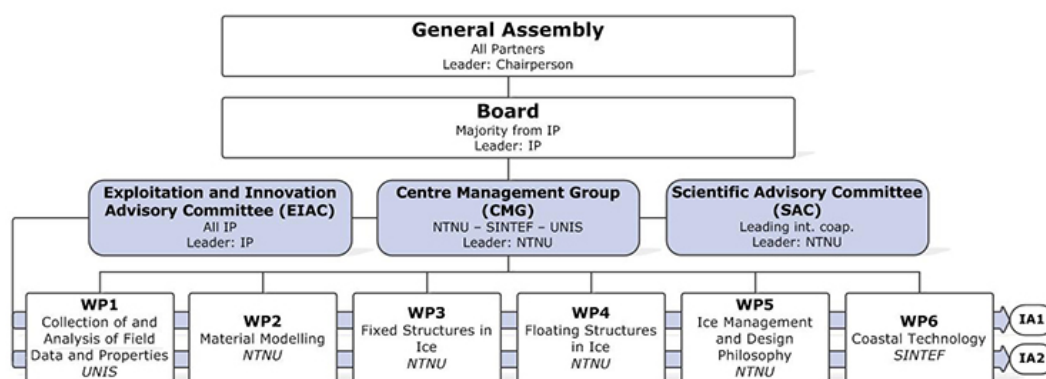 General Assembly
All Partners
Leader: Chairperson
Board
Majority from IP
Leader: IP
Exploitation and Innovation
Advisory Committee (EIAC)
All IP
Leader: IP
Centre Management Group
(CMG)
NTNU – SINTEF – UNIS
Leader: NTNU
Scientific Advisory Committee
(SAC)
Leading int. coap.
Leader: NTNU
WP1
Collection of and
Analysis of Field
Data and Properties
UNIS
WP2
Material Modelling
NTNU
WP3
Fixed Structures in
Ice
NTNU
WP4
Floating Structures
in Ice
NTNU
WP5
Ice Management
and Design
Philosophy
NTNU
WP6
Coastal Technology
SINTEF
IA1
IA2